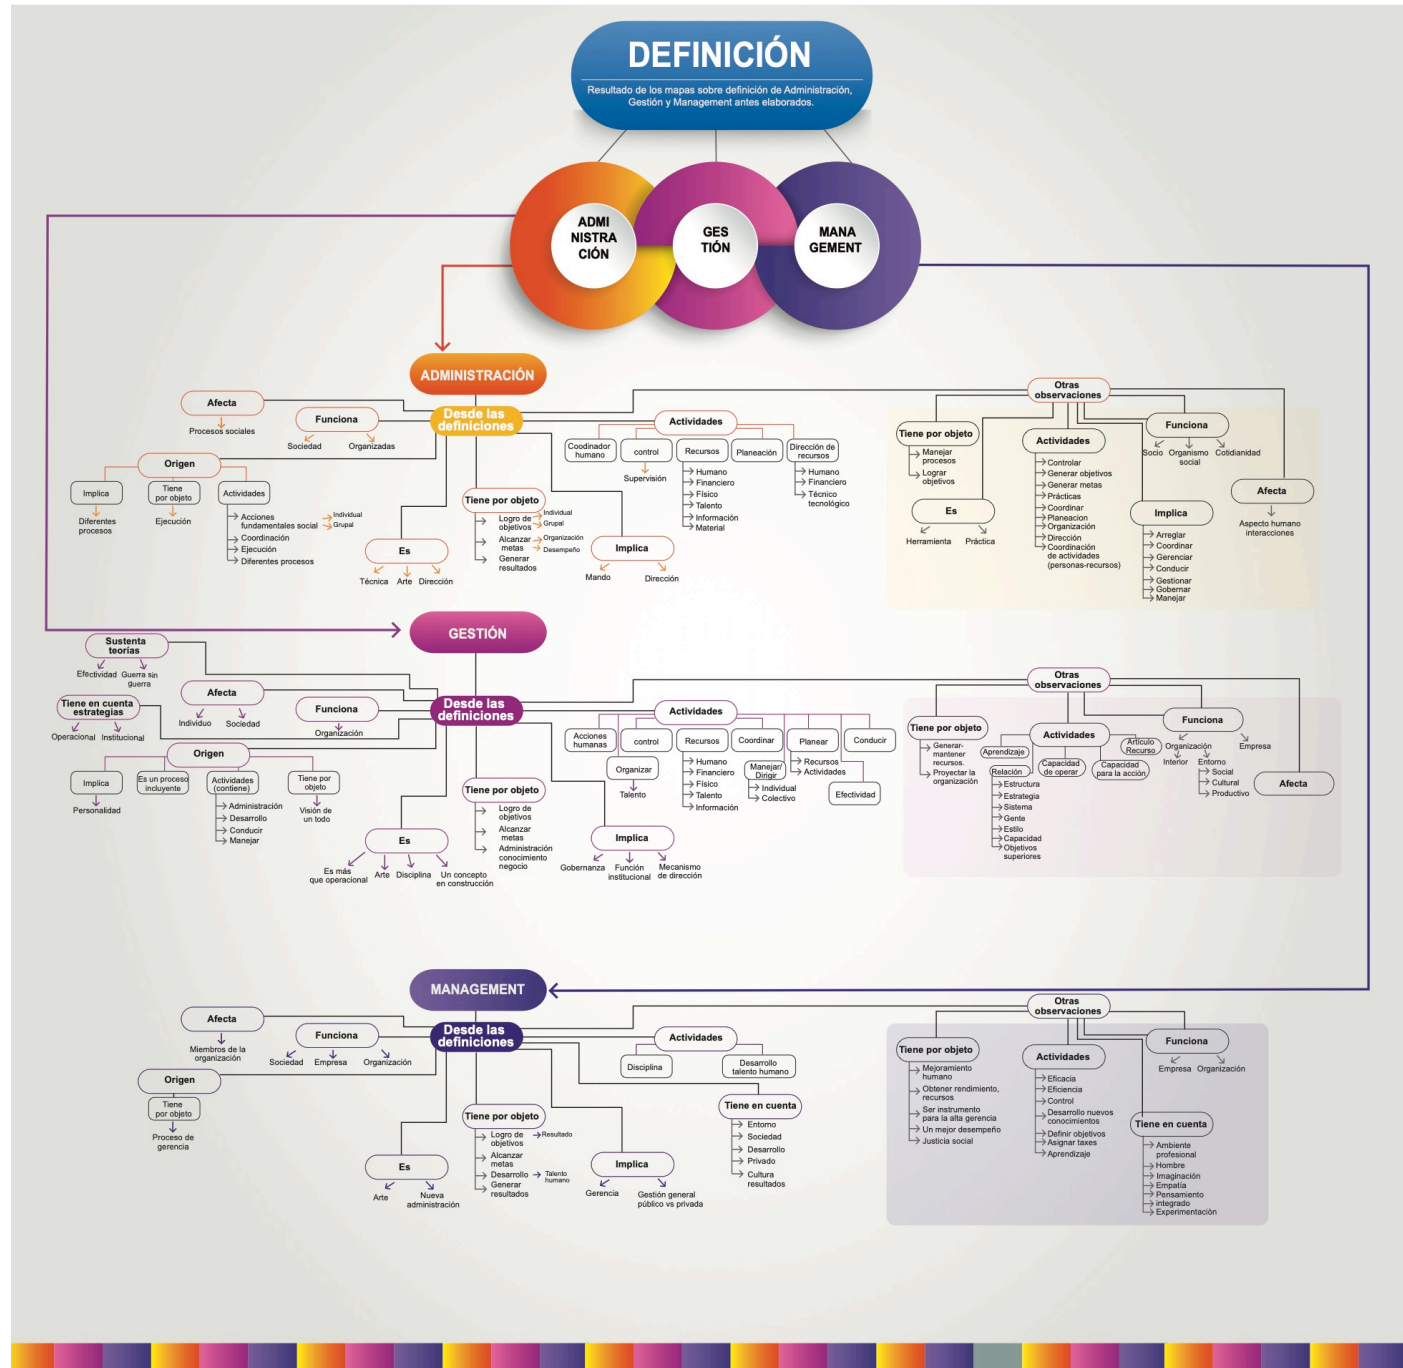 DEFINICIÓN
Resultado de los mapas sobre definición de Administración,
Gestión y Management antes elaborados.
ADMI
NISTRA
CIÓN
GES
TIÓN
MANA
GEMENT
ADMINISTRACIÓN
Desde las
definiciones
Afecta
Procesos sociales
Funciona
Sociedad
Organizadas
Origen
Implica
Diferentes
procesos
Tiene
por objeto
Ejecución
Actividades
Acciones
fundamentales social
Individual
Grupal
Coordinación
Ejecución
Diferentes procesos
Es
Técnica
Arte
Dirección
Tiene por objeto
Logro de
objetivos
Individual
Grupal
Alcanzar
metas
Organización
Desempeño
Generar
resultados
Implica
Mando
Dirección
Actividades
Coodinador
humano
control
Supervisión
Recursos
Humano
Financiero
Físico
Talento
Información
Material
Planeación
Dirección de
recursos
Humano
Financiero
Técnico
tecnológico
Otras
observaciones
Tiene por objeto
Manejar
procesos
Lograr
objetivos
Es
Herramienta
Práctica
Actividades
Controlar
Generar objetivos
Generar metas
Prácticas
Coordinar
Planeacion
Organización
Dirección
Coordinación
de actividades
(personas-recursos)
Funciona
Socio
Organismo
social
Cotidianidad
Implica
Arreglar
Coordinar
Gerenciar
Conducir
Gestionar
Gobernar
Manejar
Afecta
Aspecto humano
interacciones
GESTIÓN
Desde las
definiciones
Sustenta
teorías
Efectividad
Guerra sin
guerra
Tiene en cuenta
estrategias
Operacional
Institucional
Afecta
Individuo
Sociedad
Funciona
Organización
Origen
Implica
Personalidad
Es un proceso
incluyente
Actividades
(contiene)
Administración
Desarrollo
Conducir
Manejar
Tiene por
objeto
Visión de
un todo
Es
Es más
que operacional
Arte
Disciplina
Un concepto
en construcción
Tiene por objeto
Logro de
objetivos
Alcanzar
metas
Administración
conocimiento
negocio
Implica
Gobernanza
Función
institucional
Mecanismo
de dirección
Actividades
Acciones
humanas
control
Recursos
Coordinar
Planear
Conducir
Organizar
Talento
Humano
Financiero
Físico
Talento
Información
Manejar/
Dirigir
Individual
Colectivo
Recursos
Actividades
Efectividad
Otras
observaciones
Tiene por objeto
Generar-
mantener
recursos.
Proyectar la
organización
Actividades
Aprendizaje
Relación
Estructura
Estrategia
Sistema
Gente
Estilo
Capacidad
Objetivos
superiores
Capacidad
de operar
Capacidad
para la acción
Artículo
Recurso
Funciona
Organización
Interior
Entorno
Social
Cultural
Productivo
Empresa
Afecta
MANAGEMENT
Desde las
definiciones
Afecta
Miembros de la
organización
Funciona
Sociedad
Empresa
Organización
Origen
Tiene
por objeto
Proceso de
gerencia
Es
Arte
Nueva
administración
Tiene por objeto
Logro de
objetivos
Resultado
Alcanzar
metas
Desarrollo
Talento
humano
Generar
resultados
Implica
Gerencia
Gestión general
público vs privada
Actividades
Disciplina
Desarrollo
talento humano
Tiene en cuenta
Entorno
Sociedad
Desarrollo
Privado
Cultura
resultados
Otras
observaciones
Tiene por objeto
Mejoramiento
humano
Obtener rendimiento,
recursos
Ser instrumento
para la alta gerencia
Un mejor desempeño
Justicia social
Actividades
Eficacia
Eficiencia
Control
Desarrollo nuevos
conocimientos
Definir objetivos
Asignar taxes
Aprendizaje
Funciona
Empresa
Organización
Tiene en cuenta
Ambiente
profesional
Hombre
Imaginación
Empatía
Pensamiento
integrado
Experimentación